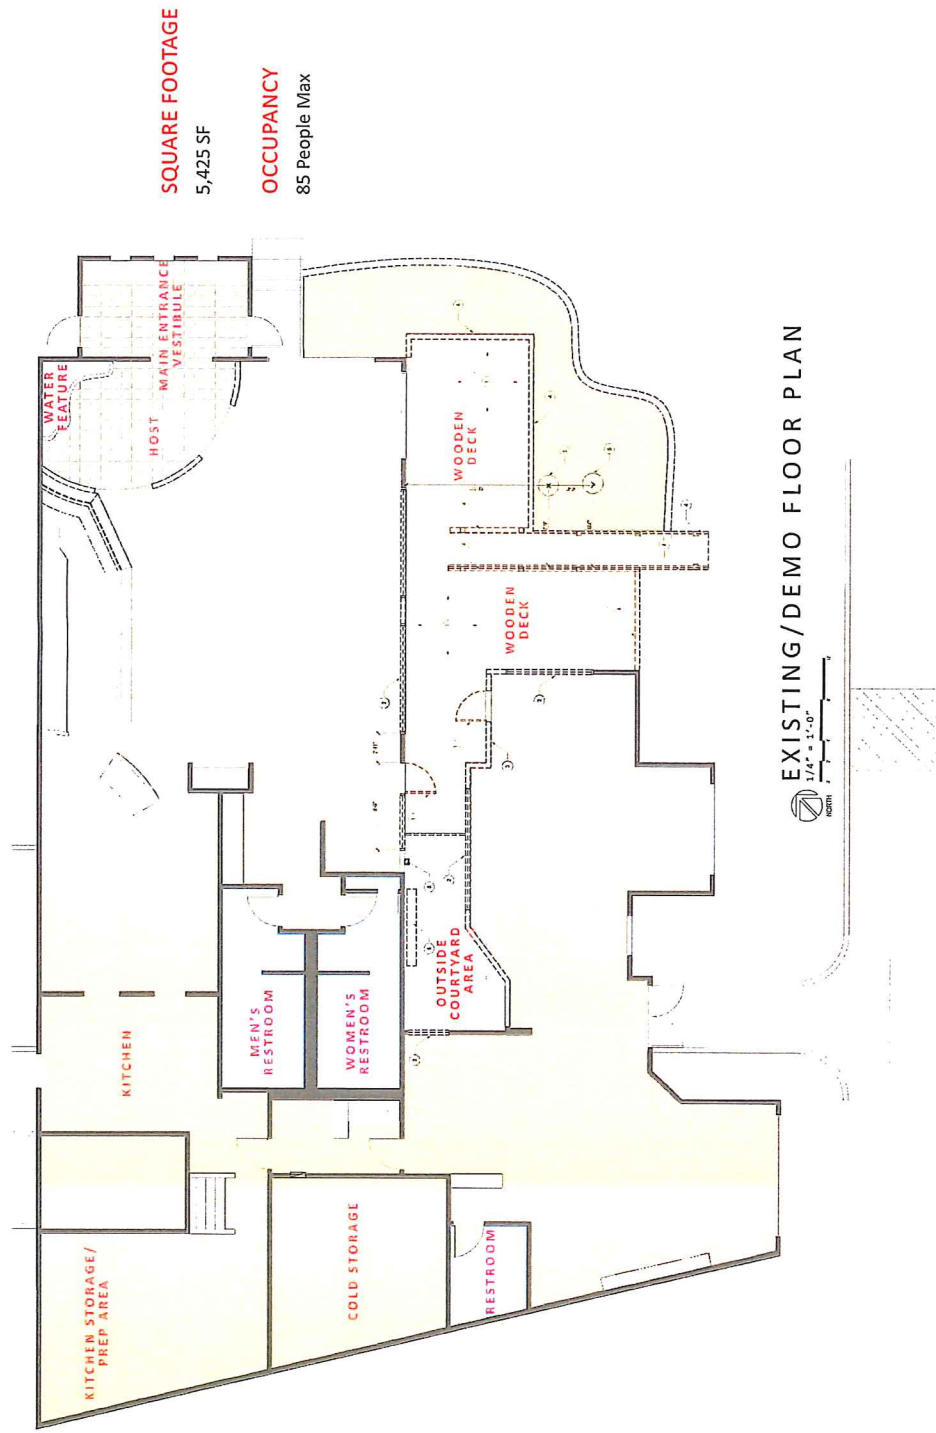 SQUARE FOOTAGE
5,425 SF
OCCUPANCY
85 People Max
WATER
FEATURE
MAIN ENTRANCE
VESTIBULE
HOST
WOODEN
DECK
WOODEN
DECK
OUTSIDE
COURTYARD
AREA
KITCHEN
MEN'S
RESTROOM
WOMEN'S
RESTROOM
KITCHEN STORAGE/
PREP AREA
COLD STORAGE
RESTROOM
EXISTING/DEMO FLOOR PLAN
1/4" = 1'-0"
NORTH